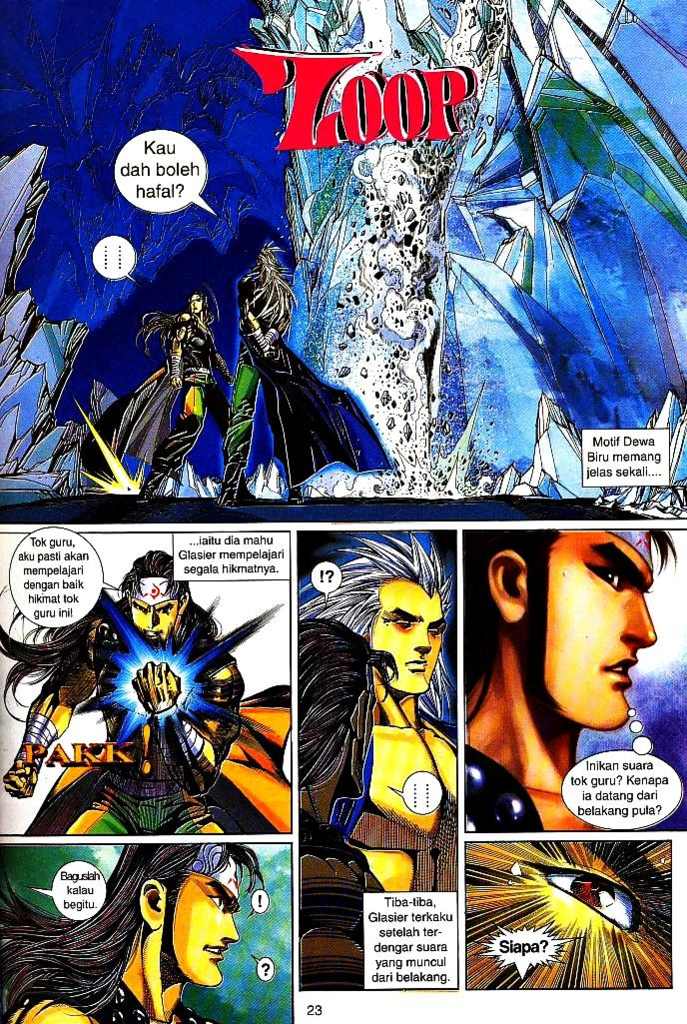 ZOOP
Kau
dah boleh
hafal?
......
Motif Dewa
Biru memang
jelas sekali....
Tok guru,
aku pasti akan
mempelajari
dengan baik
hikmat tok
guru ini!
...iaitu dia mahu
Glasier mempelajari
segala hikmatnya.
PAKK!
!?
......
Tiba-tiba,
Glasier terkaku
setelah ter-
dengar suara
yang muncul
dari belakang.
Inikan suara
tok guru? Kenapa
ia datang dari
belakang pula?
Baguslah
kalau
begitu.
!
?
Siapa?
23